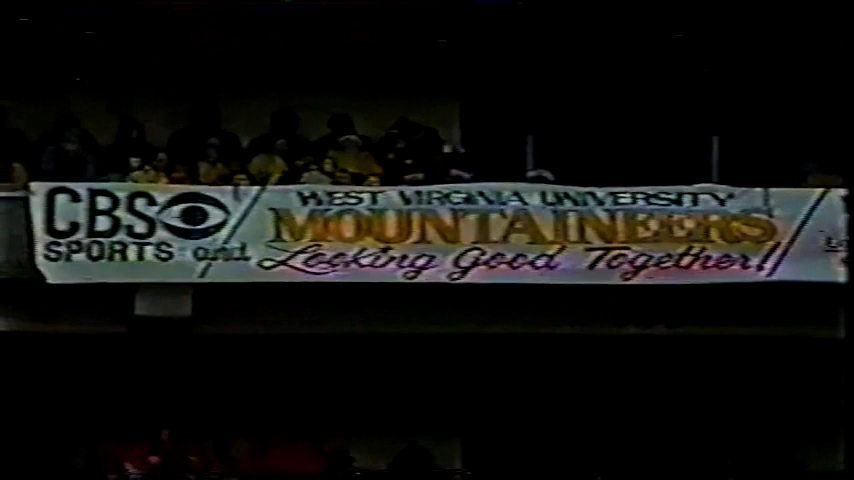 CBS
SPORTS and
WEST VIRGINIA UNIVERSITY
MOUNTAINEERS
Looking Good Together!!